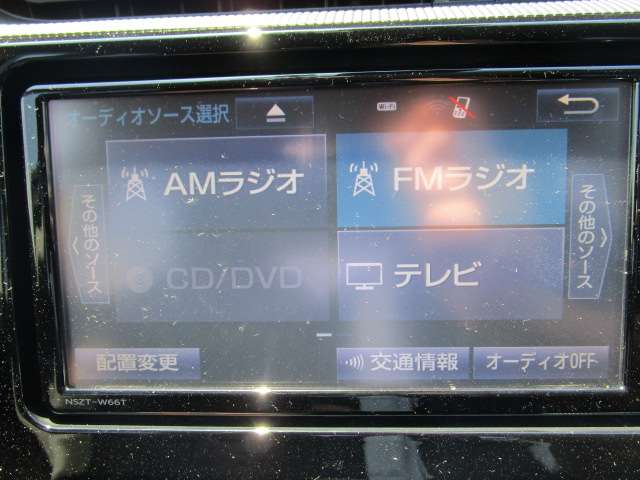 オーディオソース選択
Wi-Fi
AMラジオ
FMラジオ
その他のソース
その他のソース
CD/DVD
テレビ
配置変更
交通情報
オーディオOFF
NSZT-W66T